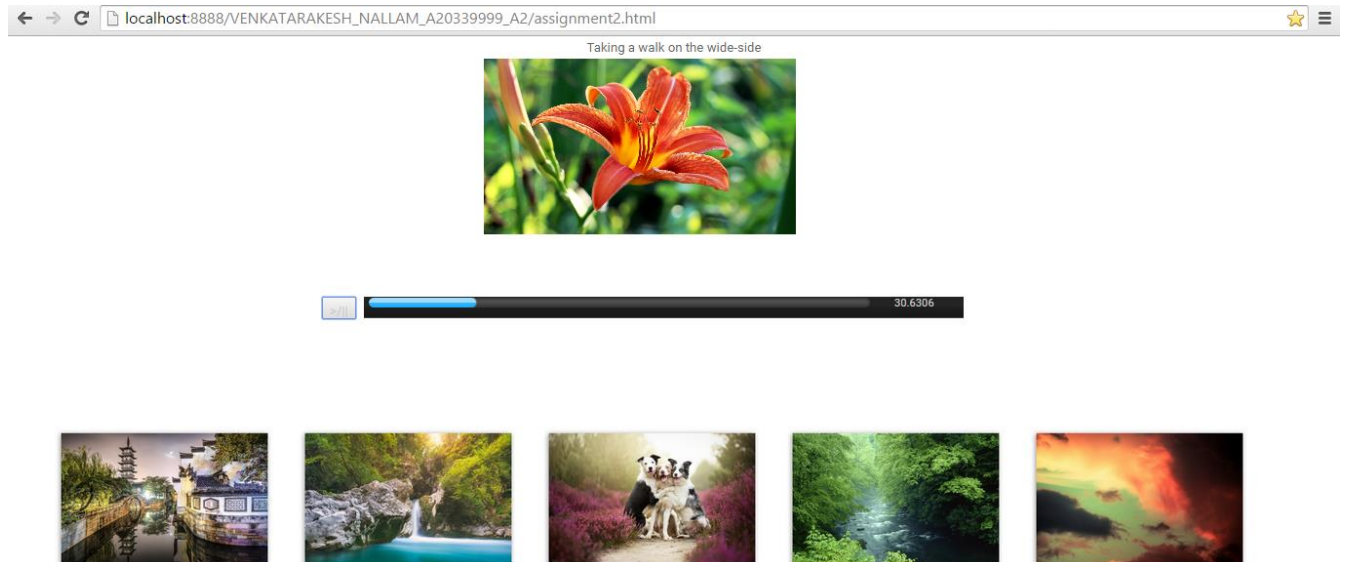 localhost:8888/VENKATARAKESH_NALLAM_A20339999_A2/assignment2.html
Taking a walk on the wide-side
>/||
30.6306